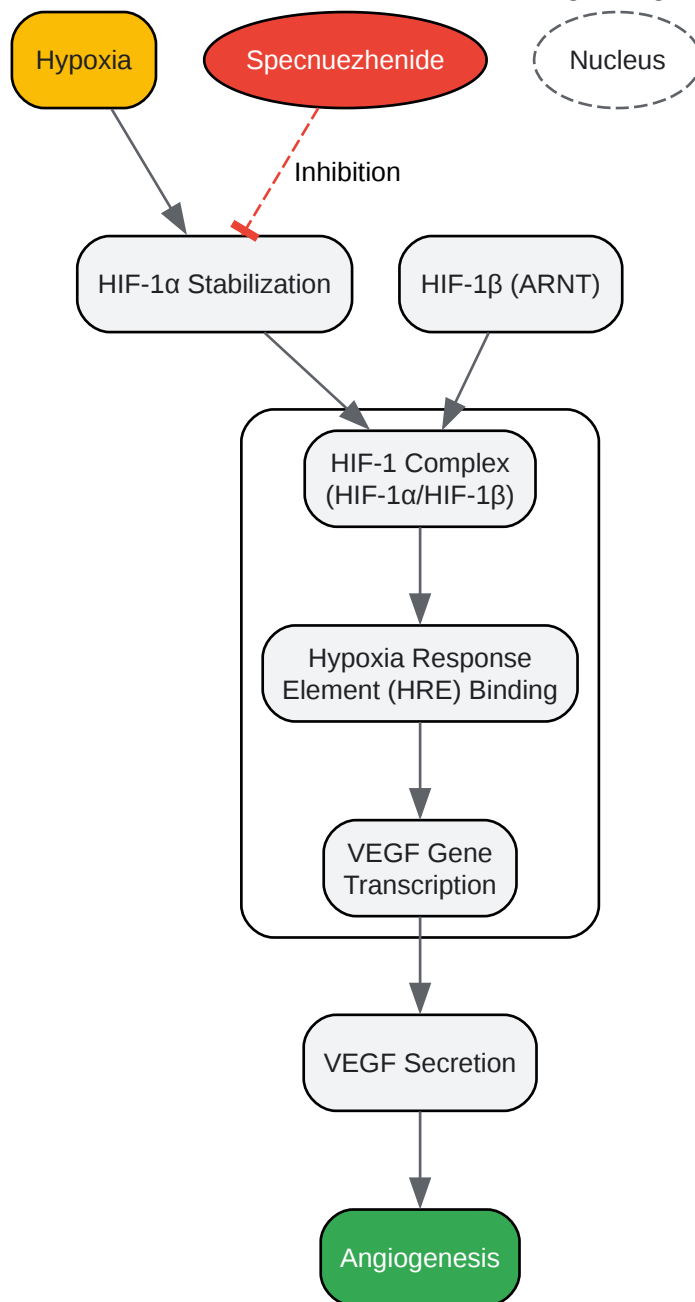 Hypoxia
Specnuezhenide
Nucleus
Inhibition
HIF-1α Stabilization
HIF-1β (ARNT)
HIF-1 Complex
(HIF-1α/HIF-1β)
Hypoxia Response
Element (HRE) Binding
VEGF Gene
Transcription
VEGF Secretion
Angiogenesis